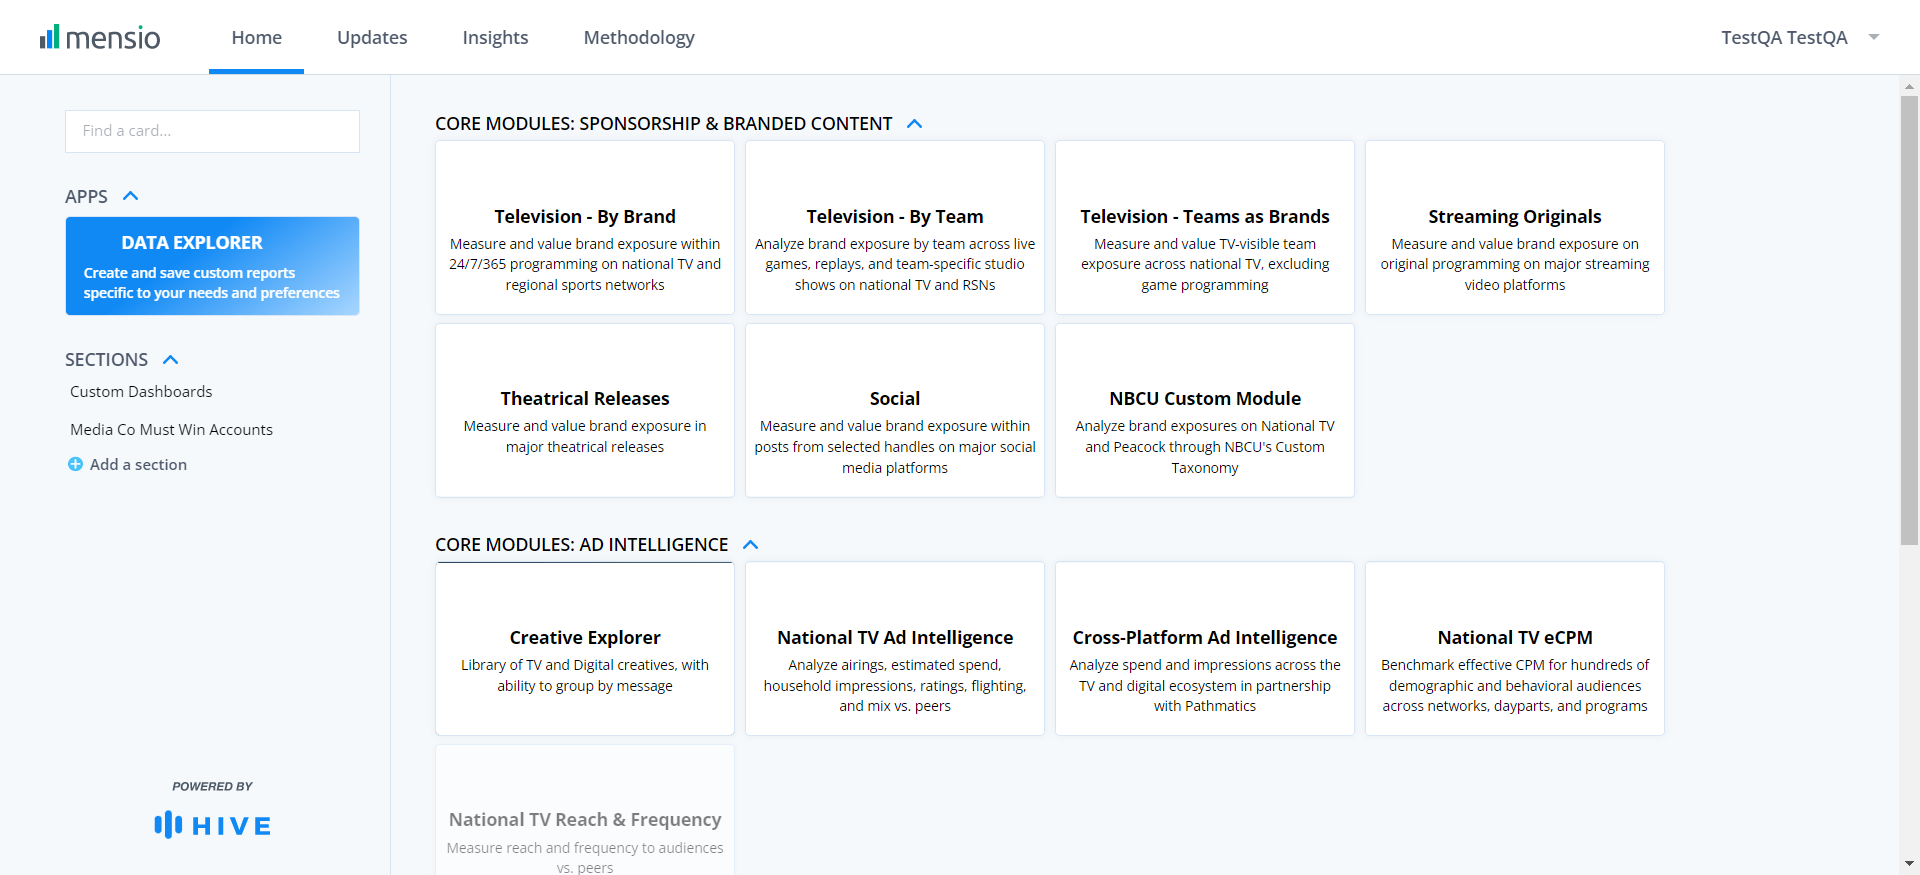 mensio
Home
Updates
Insights
Methodology
TestQA TestQA
Find a card...
APPS
DATA EXPLORER
Create and save custom reports
specific to your needs and preferences
SECTIONS
Custom Dashboards
Media Co Must Win Accounts
Add a section
POWERED BY
HIVE
CORE MODULES: SPONSORSHIP & BRANDED CONTENT
Television - By Brand
Measure and value brand exposure within
24/7/365 programming on national TV and
regional sports networks
Television - By Team
Analyze brand exposure by team across live
games, replays, and team-specific studio
shows on national TV and RSNs
Television - Teams as Brands
Measure and value TV-visible team
exposure across national TV, excluding
game programming
Streaming Originals
Measure and value brand exposure on
original programming on major streaming
video platforms
Theatrical Releases
Measure and value brand exposure in
major theatrical releases
Social
Measure and value brand exposure within
posts from selected handles on major social
media platforms
NBCU Custom Module
Analyze brand exposures on National TV
and Peacock through NBCU's Custom
Taxonomy
CORE MODULES: AD INTELLIGENCE
Creative Explorer
Library of TV and Digital creatives, with
ability to group by message
National TV Ad Intelligence
Analyze airings, estimated spend,
household impressions, ratings, flighting,
and mix vs. peers
Cross-Platform Ad Intelligence
Analyze spend and impressions across the
TV and digital ecosystem in partnership
with Pathmatics
National TV eCPM
Benchmark effective CPM for hundreds of
demographic and behavioral audiences
across networks, dayparts, and programs
National TV Reach & Frequency
Measure reach and frequency to audiences
vs. peers